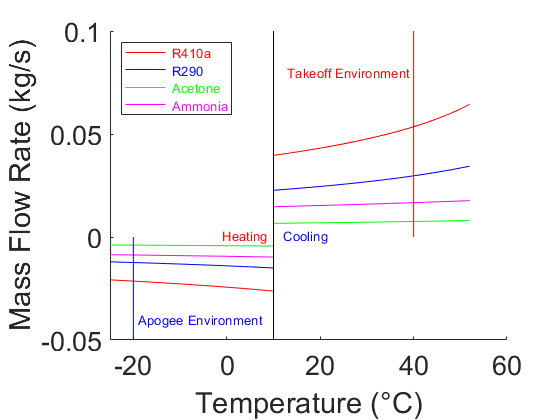 Mass Flow Rate (kg/s)
0.1
0.05
0
-0.05
R410a
R290
Acetone
Ammonia
Takeoff Environment
Heating
Cooling
Apogee Environment
-20
0
20
40
60
Temperature (°C)